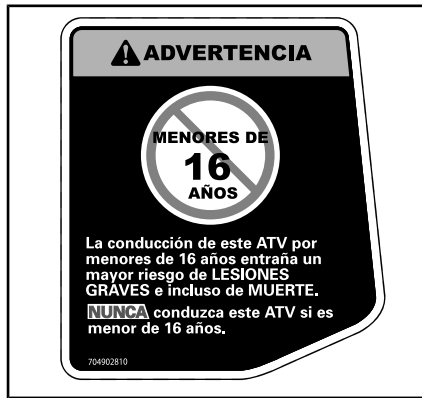 ADVERTENCIA
MENORES DE
16
AÑOS
La conducción de este ATV por
menores de 16 años entraña un
mayor riesgo de LESIONES
GRAVES e incluso de MUERTE.
NUNCA conduzca este ATV si es
menor de 16 años.
704902810